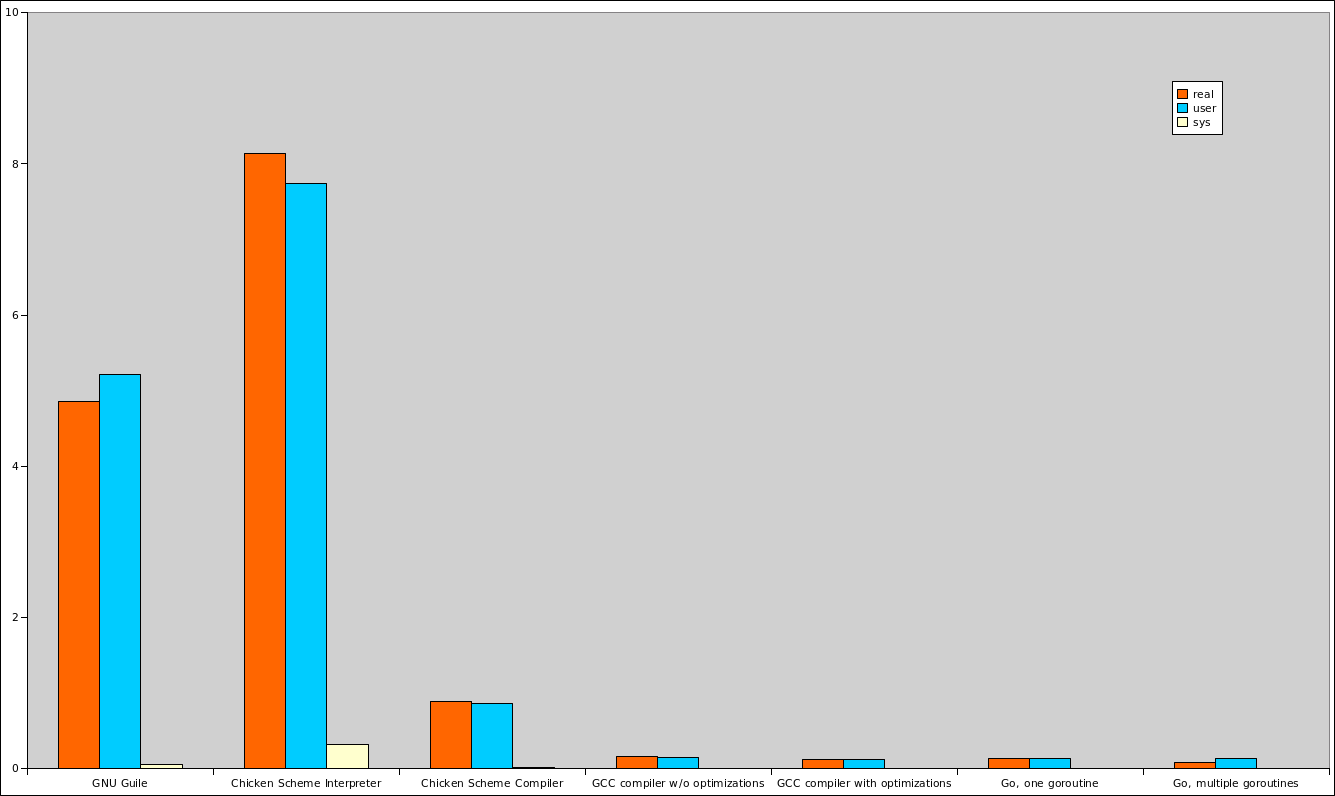 10
8
6
4
2
0
real
user
sys
GNU Guile
Chicken Scheme Interpreter
Chicken Scheme Compiler
GCC compiler w/o optimizations
GCC compiler with optimizations
Go, one goroutine
Go, multiple goroutines